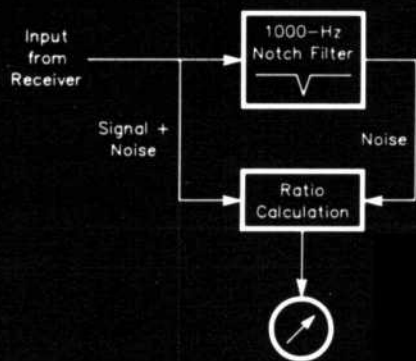 Input
from
Receiver
1000-Hz
Notch Filter
Signal +
Noise
Noise
Ratio
Calculation